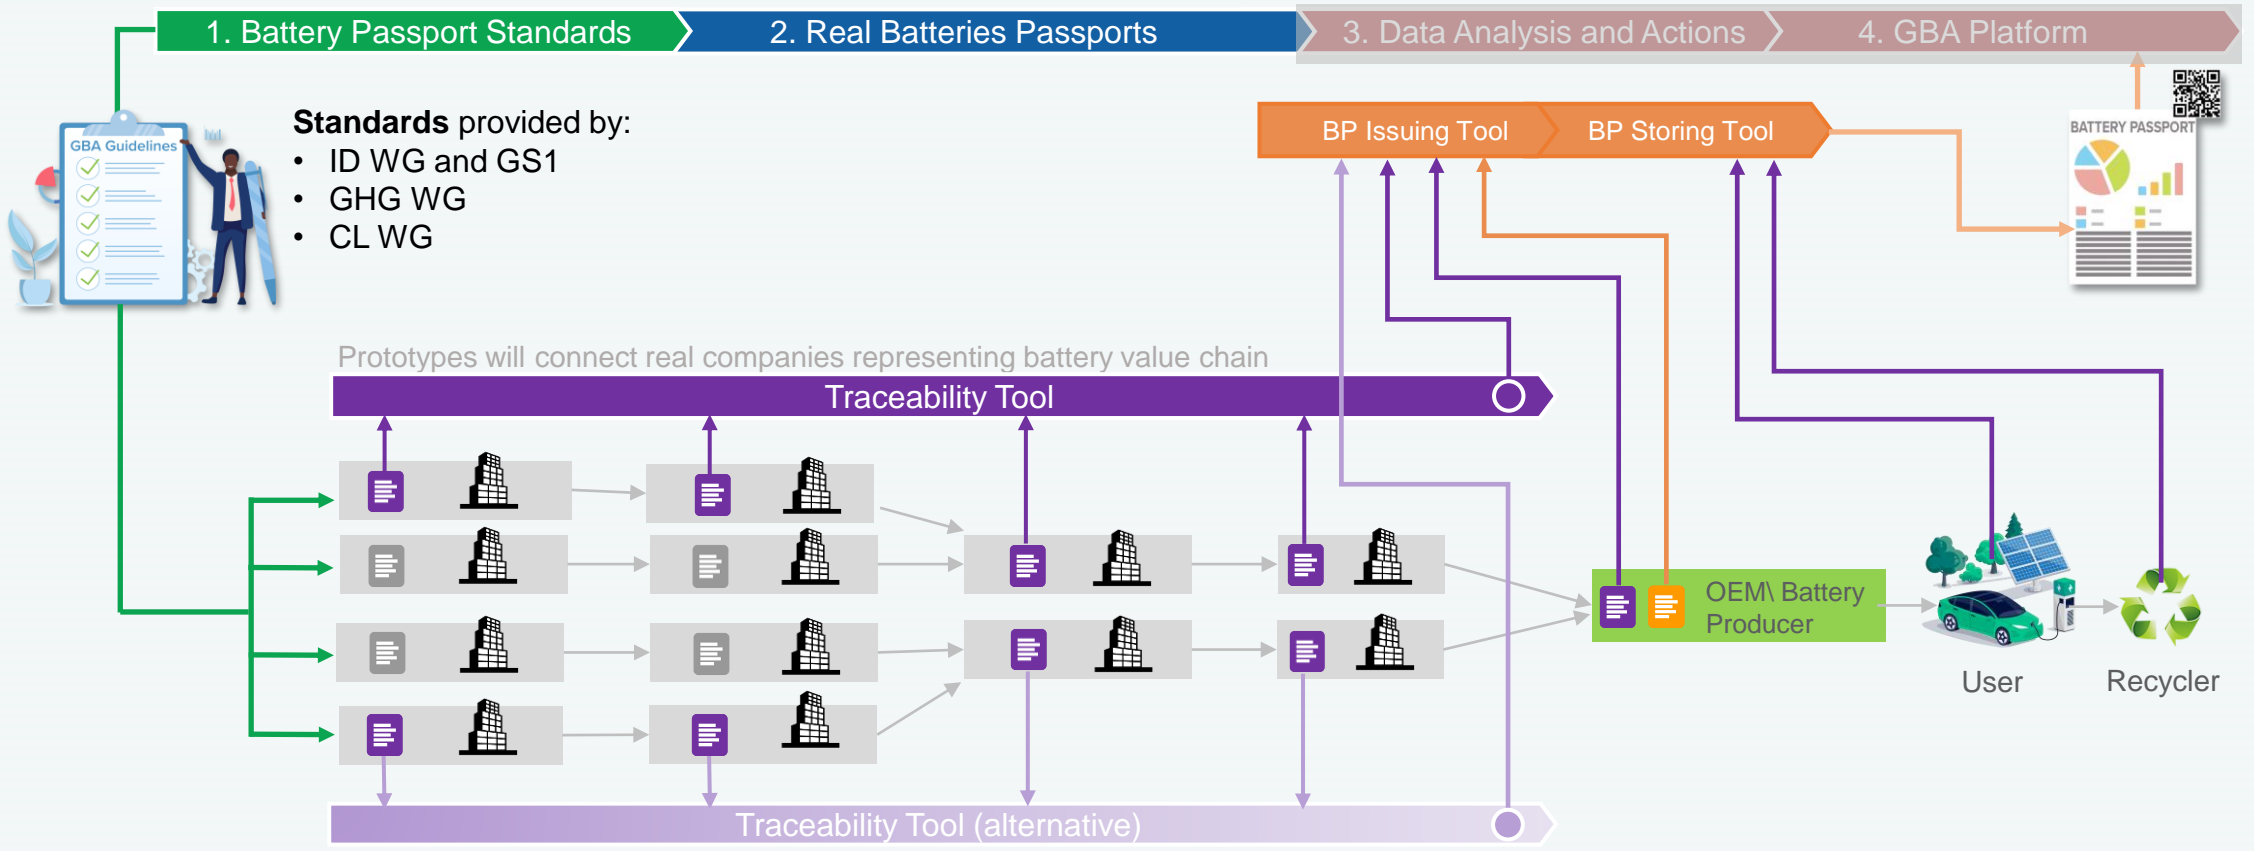 1. Battery Passport Standards
2. Real Batteries Passports
3. Data Analysis and Actions
4. GBA Platform
GBA Guidelines
Standards provided by:
• ID WG and GS1
• GHG WG
• CL WG
BP Issuing Tool
BP Storing Tool
BATTERY PASSPORT
Prototypes will connect real companies representing battery value chain
Traceability Tool
OEM\ Battery
Producer
User
Recycler
Traceability Tool (alternative)